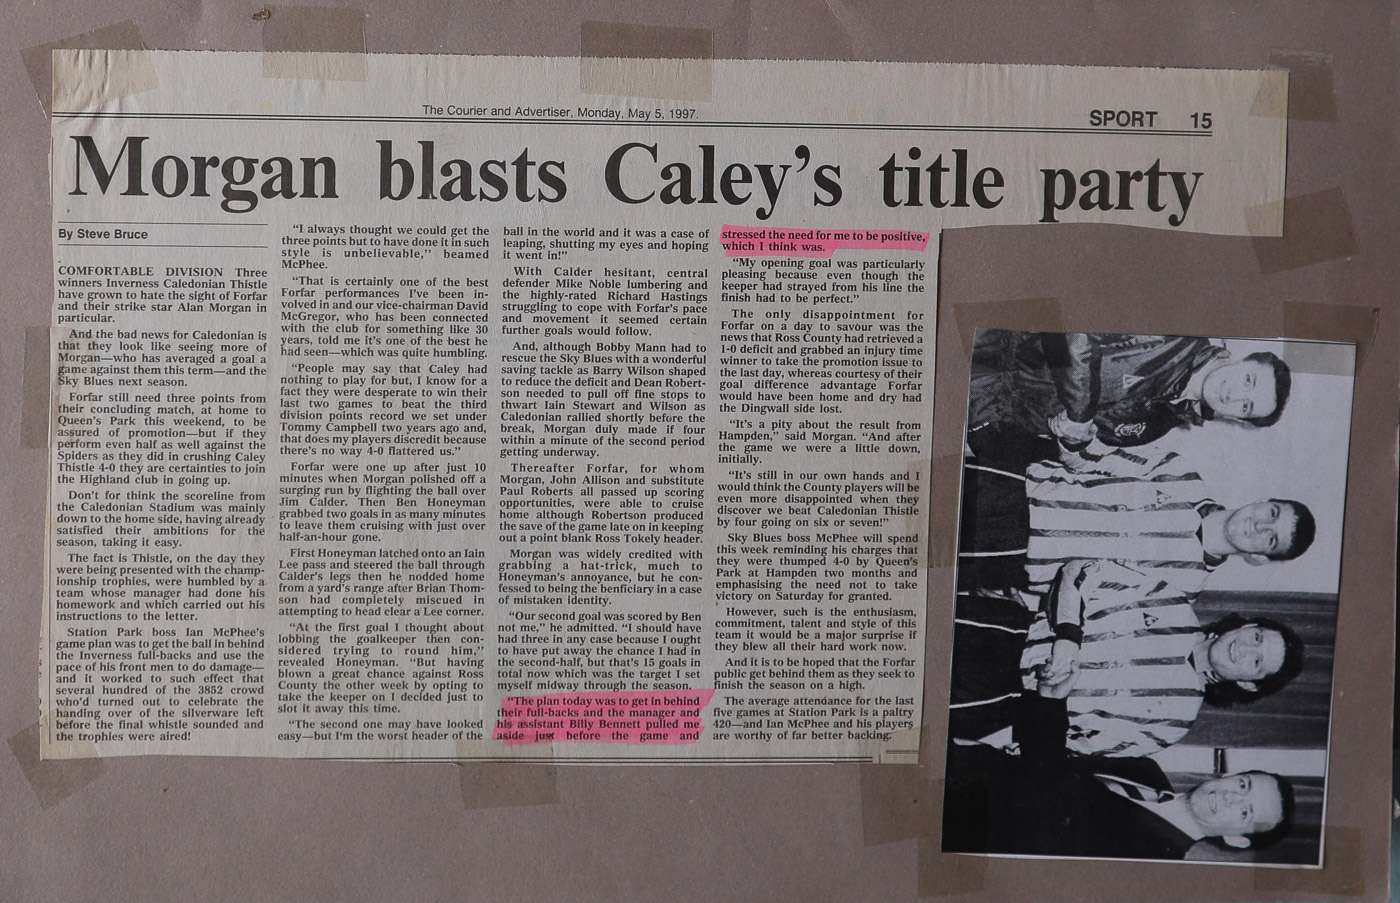 The Courier and Advertiser, Monday, May 5, 1997.
SPORT 15
Morgan blasts Caley's title party
By Steve Bruce
COMFORTABLE DIVISION Three
winners Inverness Caledonian Thistle
have grown to hate the sight of Forfar
and their strike star Alan Morgan in
particular.
And the bad news for Caledonian is
that they look like seeing more of
Morgan—who has averaged a goal a
game against them this term—and the
Sky Blues next season.
Forfar still need three points from
their concluding match, at home to
Queen's Park this weekend, to be
assured of promotion—but if they
perform even half as well against the
Spiders as they did in crushing Caley
Thistle 4-0 they are certainties to join
the Highland club in going up.
Don't for think the scoreline from
the Caledonian Stadium was mainly
down to the home side, having already
satisfied their ambitions for the
season, taking it easy.
The fact is Thistle, on the day they
were being presented with the champ-
ionship trophies, were humbled by a
team whose manager had done his
homework and which carried out his
instructions to the letter.
Station Park boss Ian McPhee's
game plan was to get the ball in behind
the Inverness full-backs and use the
pace of his front men to do damage—
and it worked to such effect that
several hundred of the 3852 crowd
who'd turned out to celebrate the
handing over of the silverware left
before the final whistle sounded and
the trophies were aired!
"I always thought we could get the
three points but to have done it in such
style is unbelievable," beamed
McPhee.
"That is certainly one of the best
Forfar performances I've been in-
volved in and our vice-chairman David
McGregor, who has been connected
with the club for something like 30
years, told me it's one of the best he
had seen—which was quite humbling.
"People may say that Caley had
nothing to play for but, I know for a
fact they were desperate to win their
last two games to beat the third
division points record we set under
Tommy Campbell two years ago and,
that does my players discredit because
there's no way 4-0 flattered us."
Forfar were one up after just 10
minutes when Morgan polished off a
surging run by flighting the ball over
Jim Calder. Then Ben Honeyman
grabbed two goals in as many minutes
to leave them cruising with just over
half-an-hour gone.
First Honeyman latched onto an Iain
Lee pass and steered the ball through
Calder's legs then he nodded home
from a yard's range after Brian Thom-
son had completely miscued in
attempting to head clear a Lee corner.
"At the first goal I thought about
lobbing the goalkeeper then con-
sidered trying to round him,"
revealed Honeyman. "But having
blown a great chance against Ross
County the other week by opting to
take the keeper on I decided just to
slot it away this time.
"The second one may have looked
easy—but I'm the worst header of the
ball in the world and it was a case of
leaping, shutting my eyes and hoping
it went in!"
With Calder hesitant, central
defender Mike Noble lumbering and
the highly-rated Richard Hastings
struggling to cope with Forfar's pace
and movement it seemed certain
further goals would follow.
And, although Bobby Mann had to
rescue the Sky Blues with a wonderful
saving tackle as Barry Wilson shaped
to reduce the deficit and Dean Robert-
son needed to pull off fine stops to
thwart Iain Stewart and Wilson as
Caledonian rallied shortly before the
break, Morgan duly made if four
within a minute of the second period
getting underway.
Thereafter Forfar, for whom
Morgan, John Allison and substitute
Paul Roberts all passed up scoring
opportunities, were able to cruise
home although Robertson produced
the save of the game late on in keeping
out a point blank Ross Tokely header.
Morgan was widely credited with
grabbing a hat-trick, much to
Honeyman's annoyance, but he con-
fessed to being the benficiary in a case
of mistaken identity.
"Our second goal was scored by Ben
not me," he admitted. "I should have
had three in any case because I ought
to have put away the chance I had in
the second-half, but that's 15 goals in
total now which was the target I set
myself midway through the season.
"The plan today was to get in behind
their full-backs and the manager and
his assistant Billy Bennett pulled me
aside just before the game and
stressed the need for me to be positive,
which I think was.
"My opening goal was particularly
pleasing because even though the
keeper had strayed from his line the
finish had to be perfect."
The only disappointment for
Forfar on a day to savour was the
news that Ross County had retrieved a
1-0 deficit and grabbed an injury time
winner to take the promotion issue to
the last day, whereas courtesy of their
goal difference advantage Forfar
would have been home and dry had
the Dingwall side lost.
"It's a pity about the result from
Hampden," said Morgan. "And after
the game we were a little down,
initially.
"It's still in our own hands and I
would think the County players will be
even more disappointed when they
discover we beat Caledonian Thistle
by four going on six or seven!"
Sky Blues boss McPhee will spend
this week reminding his charges that
they were thumped 4-0 by Queen's
Park at Hampden two months and
emphasising the need not to take
victory on Saturday for granted.
However, such is the enthusiasm,
commitment, talent and style of this
team it would be a major surprise if
they blew all their hard work now.
And it is to be hoped that the Forfar
public get behind them as they seek to
finish the season on a high.
The average attendance for the last
five games at Station Park is a paltry
420—and Ian McPhee and his players
are worthy of far better backing.